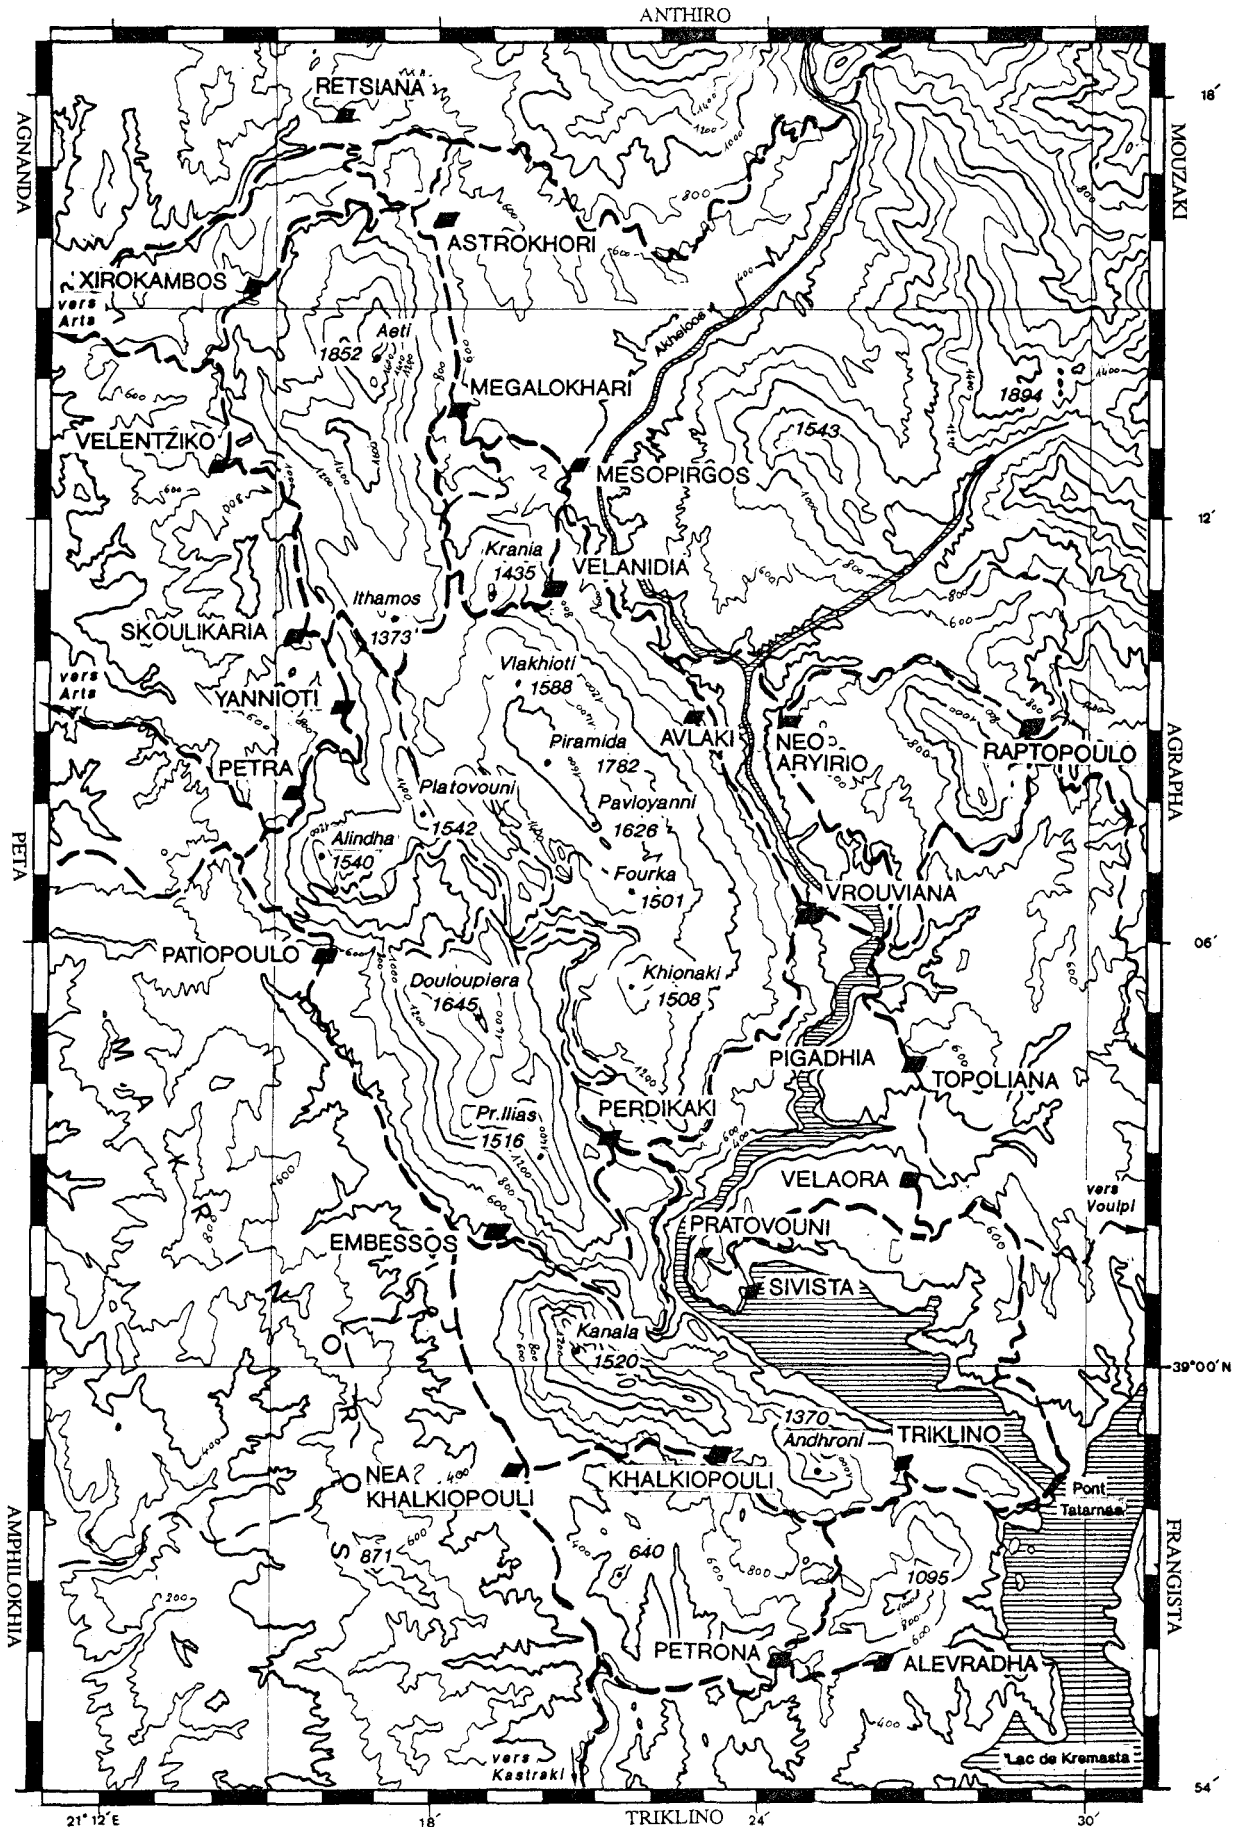 ANTHIRO
RETSIANA
18′
AGNANDA
MOUZAKI
ASTROKHORI
XIROKAMBOS
vers
Arta
Akheloos
Aeti
1852
MEGALOKHARI
1894
1543
VELENTZIKO
MESOPIRGOS
12′
Krania
1435
VELANIDIA
Ithamos
1373
SKOULIKARIA
vers
Arta
Vlakhioti
1588
YANNIOTI
AVLAKI
NEO
ARYIRIO
RAPTOPOULO
AGRAPHA
Piramida
1782
PETRA
Platovouni
1542
Pavloyanni
1626
PETA
Alindha
1540
Fourka
1501
VROUVIANA
06′
PATIOPOULO
Douloupiera
1645
Khionaki
1508
PIGADHIA
TOPOLIANA
MAKRI
Pr.Ilias
1516
PERDIKAKI
VELAORA
vers
Voulpi
PRATOVOUNI
EMBESSOS
SIVISTA
Kanala
1520
39°00′N
1370
Andhroni
TRIKLINO
NEA
KHALKIOPOULI
KHALKIOPOULI
Pont
Tatarnas
O
R
O
S
871
640
1095
AMPHILOKHIA
FRANGISTA
PETRONA
ALEVRADHA
vers
Kastraki
Lac de Kremasta
54′
21°12′E
18′
TRIKLINO
24′
30′